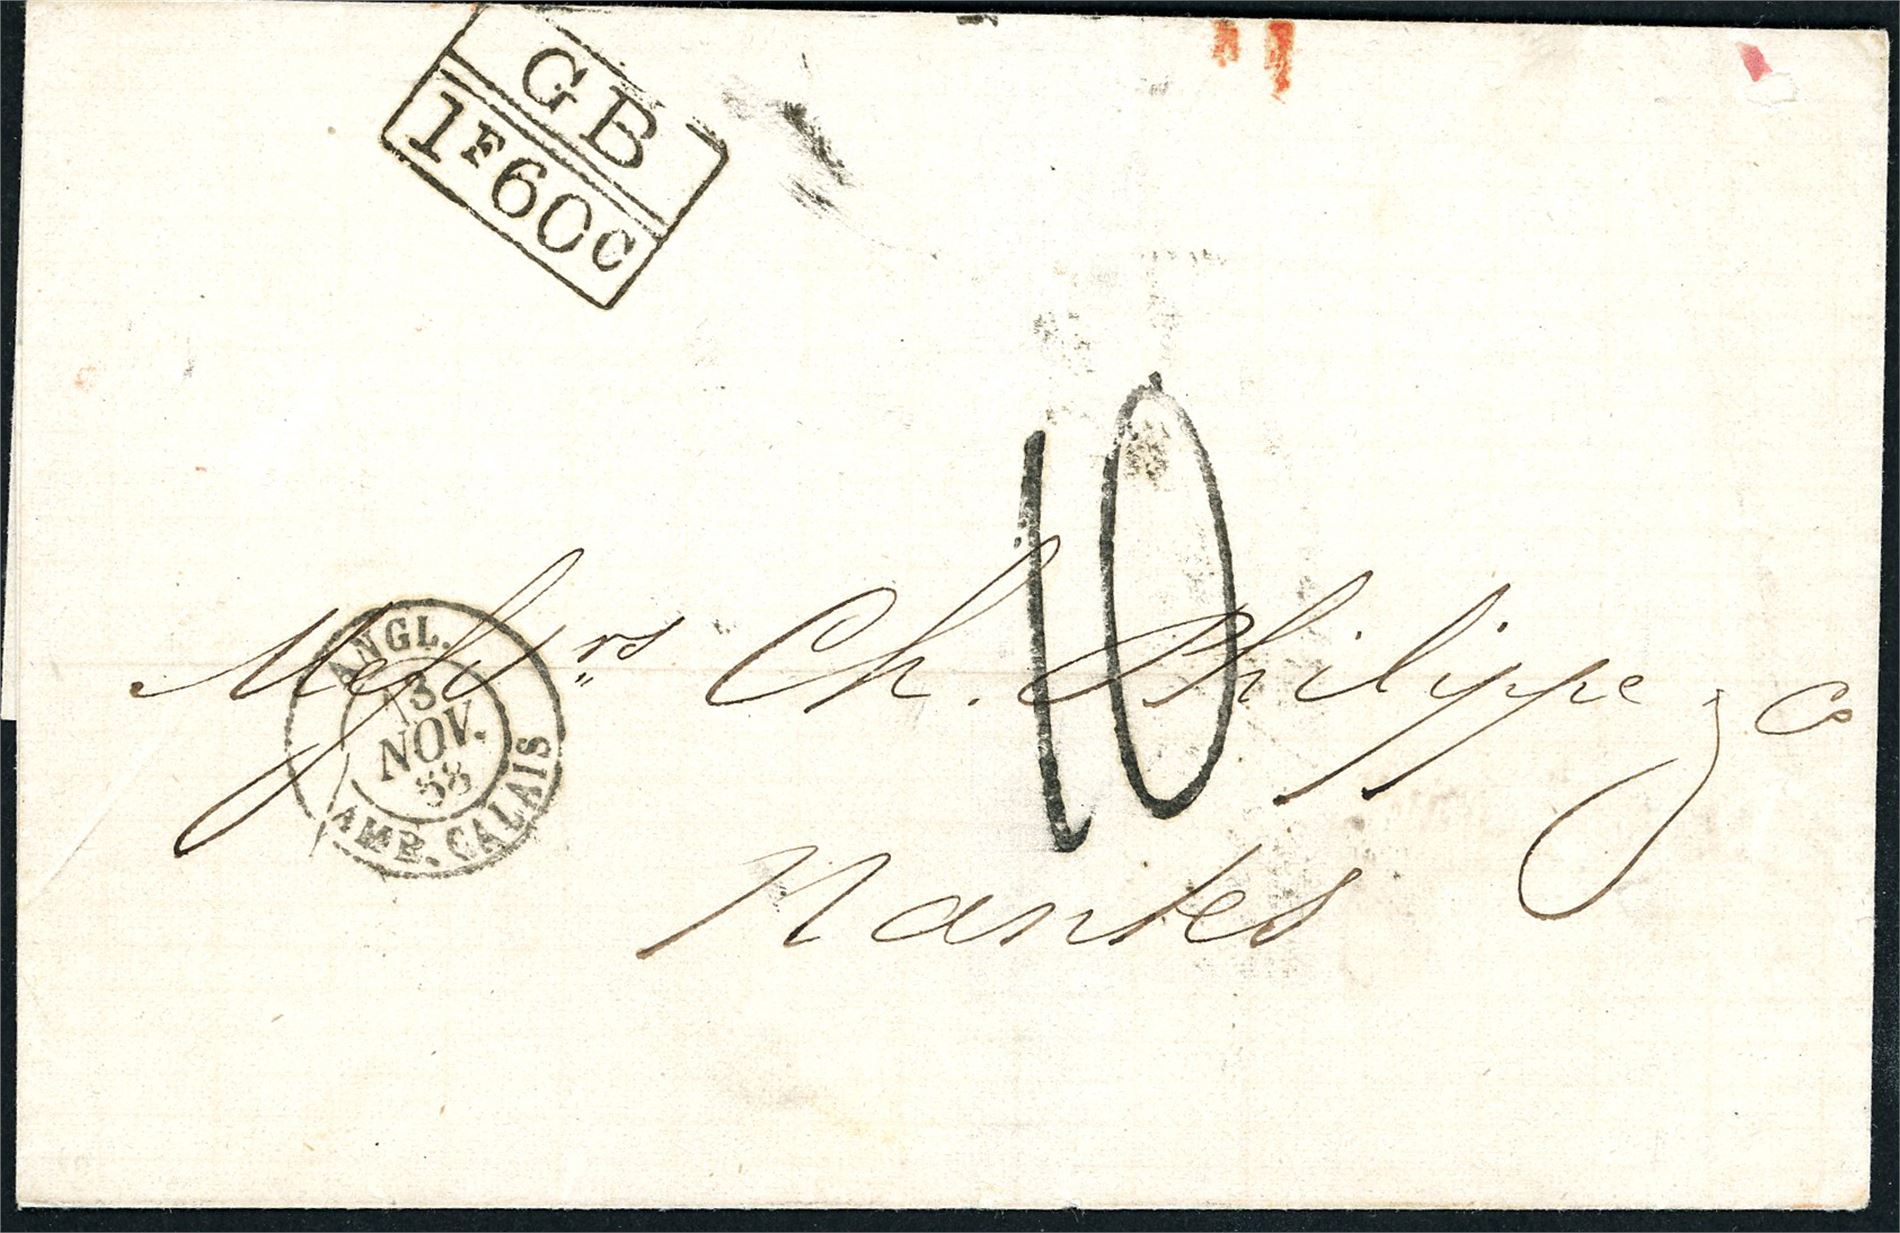 GB
1F60C
10
Messrs Ch. Philippe & Co
ANGL.
13
NOV.
58
AMB. CALAIS
Nantes